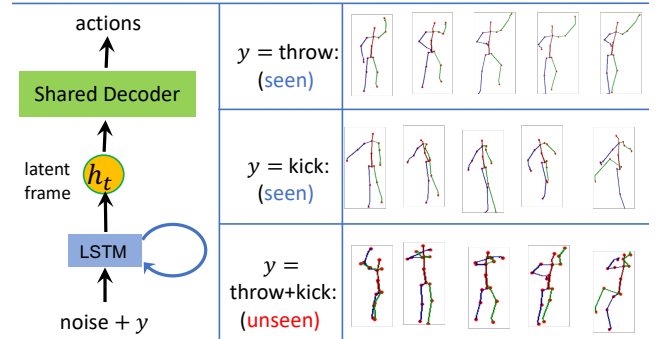 actions
Shared Decoder
latent
frame
h_t
LSTM
noise + y
y = throw:
(seen)
y = kick:
(seen)
y =
throw+kick:
(unseen)